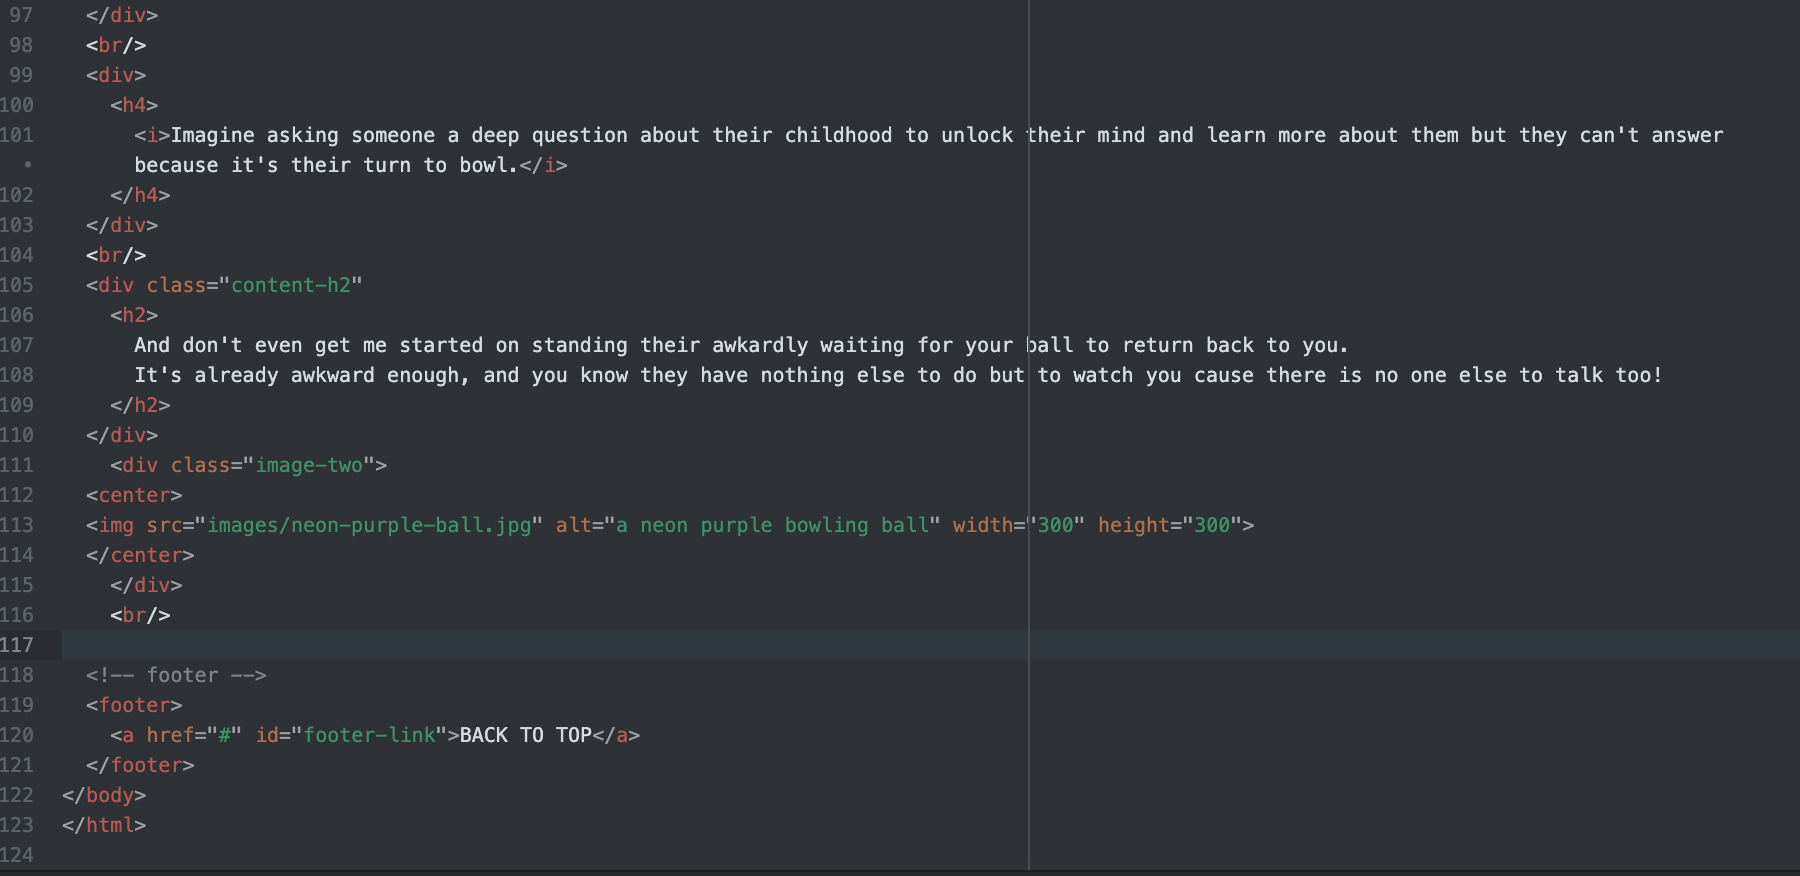 97 </div>
98 <br/>
99 <div>
100 <h4>
101 <i>Imagine asking someone a deep question about their childhood to unlock their mind and learn more about them but they can't answer
• because it's their turn to bowl.</i>
102 </h4>
103 </div>
104 <br/>
105 <div class="content-h2"
106 <h2>
107 And don't even get me started on standing their awkardly waiting for your ball to return back to you.
108 It's already awkward enough, and you know they have nothing else to do but to watch you cause there is no one else to talk too!
109 </h2>
110 </div>
111 <div class="image-two">
112 <center>
113 <img src="images/neon-purple-ball.jpg" alt="a neon purple bowling ball" width="300" height="300">
114 </center>
115 </div>
116 <br/>
117
118 <!-- footer -->
119 <footer>
120 <a href="#" id="footer-link">BACK TO TOP</a>
121 </footer>
122 </body>
123 </html>
124